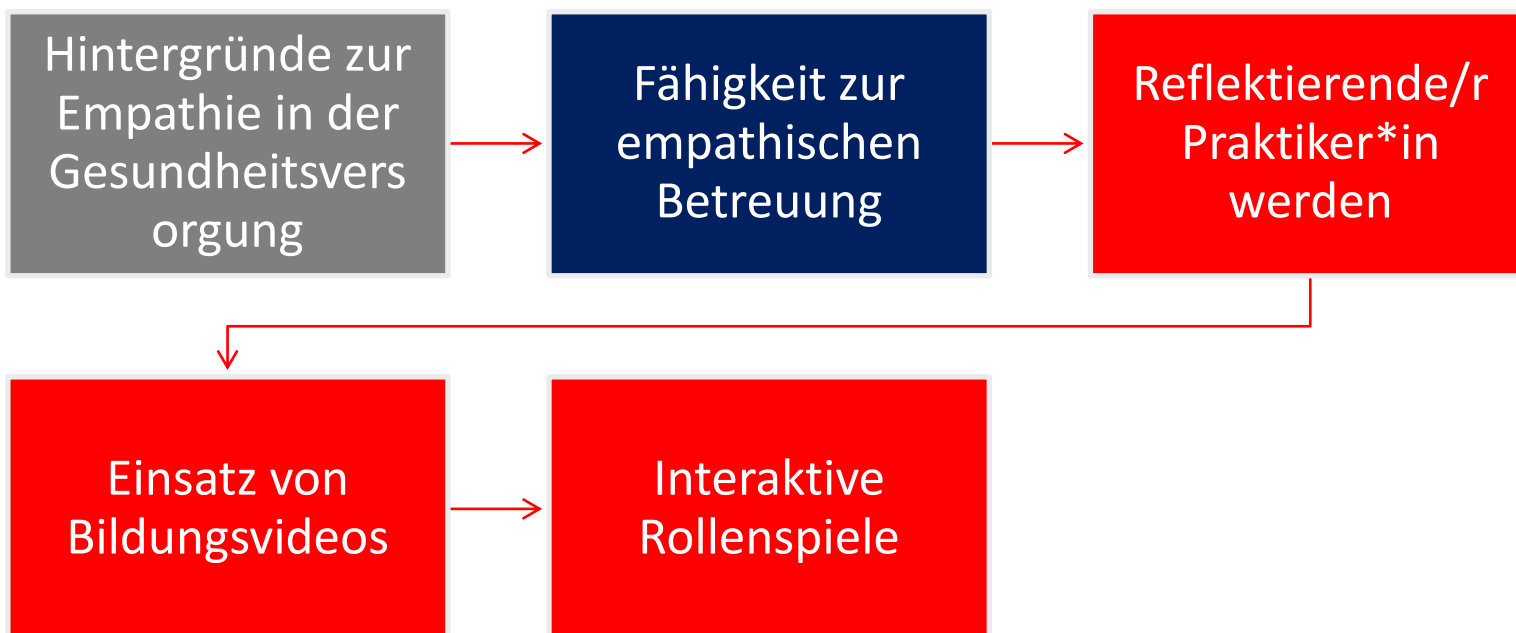 Hintergründe zur
Empathie in der
Gesundheitsvers
orgung
Fähigkeit zur
empathischen
Betreuung
Reflektierende/r
Praktiker*in
werden
Einsatz von
Bildungsvideos
Interaktive
Rollenspiele